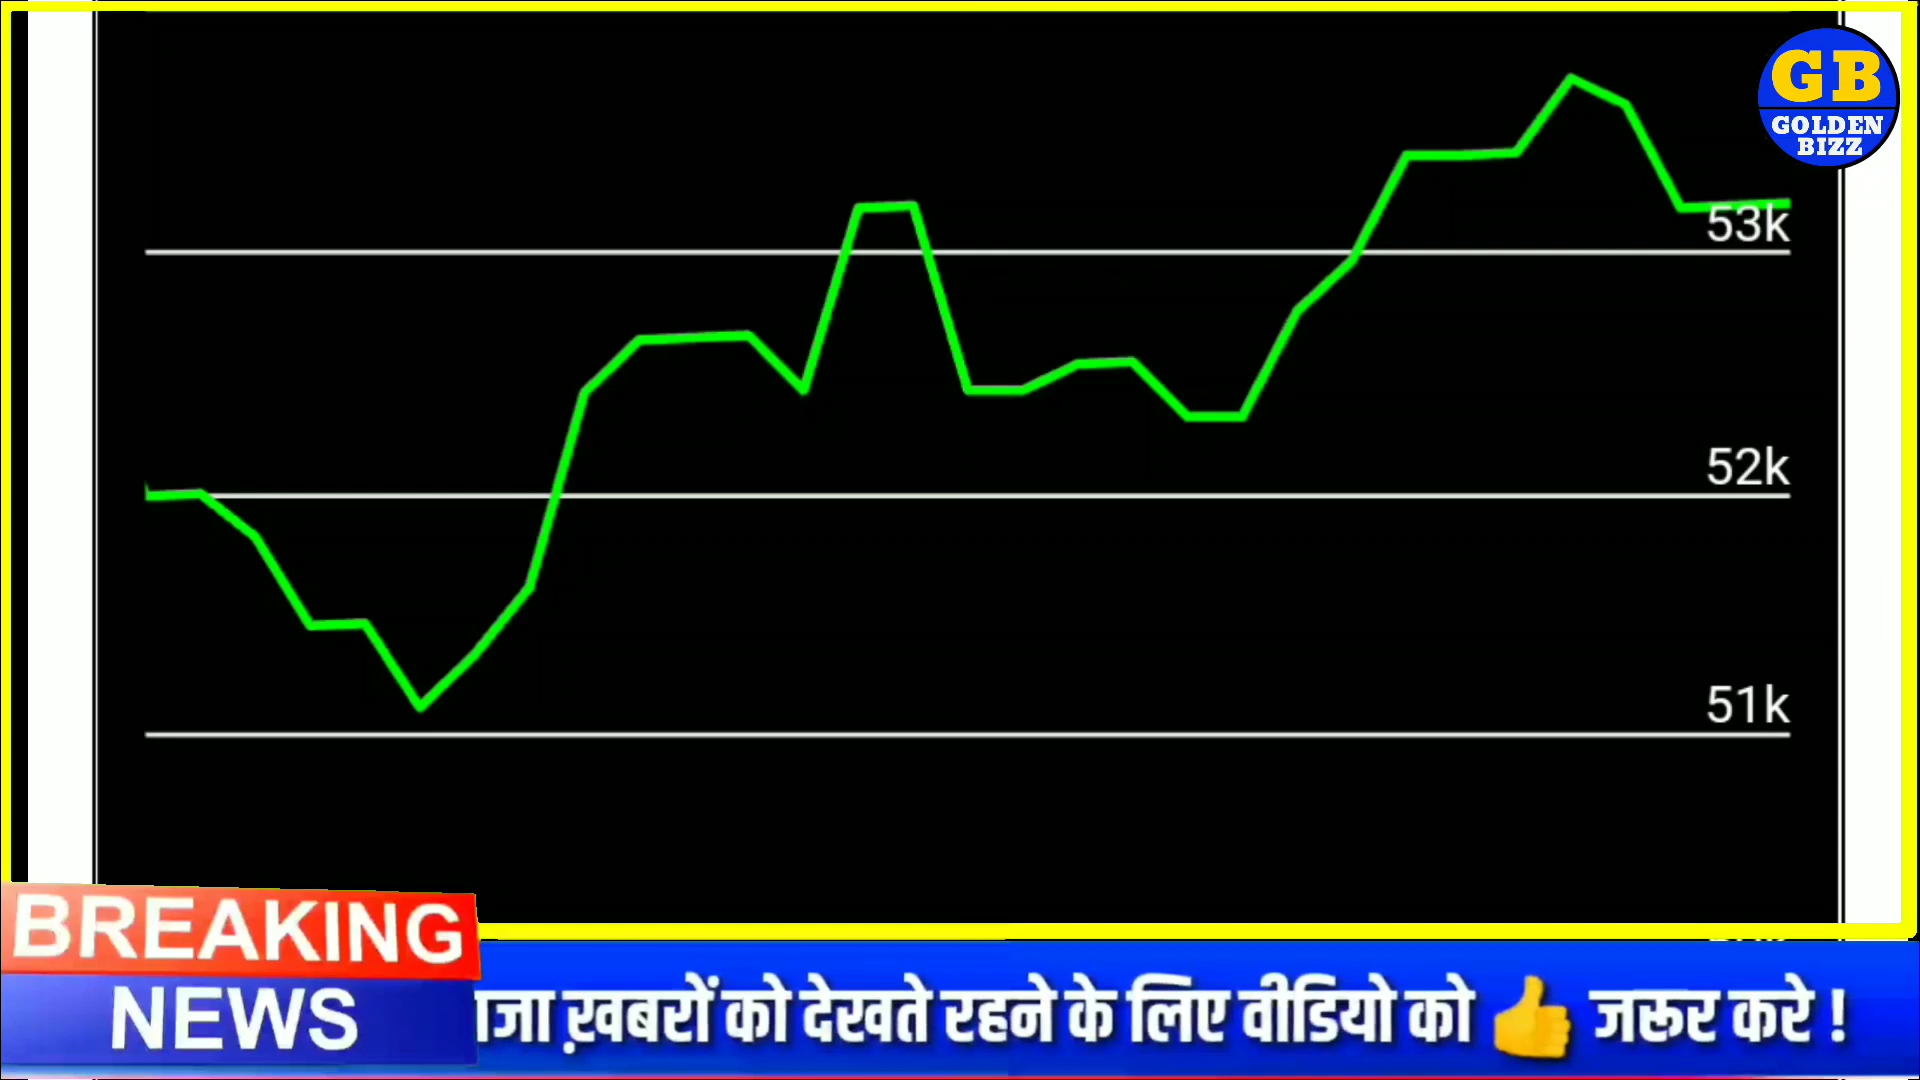 GB
GOLDEN
BIZZ
53k
52k
51k
BREAKING
NEWS
ख़बरों को देखते रहने के लिए वीडियो को 👍 जरूर करे !